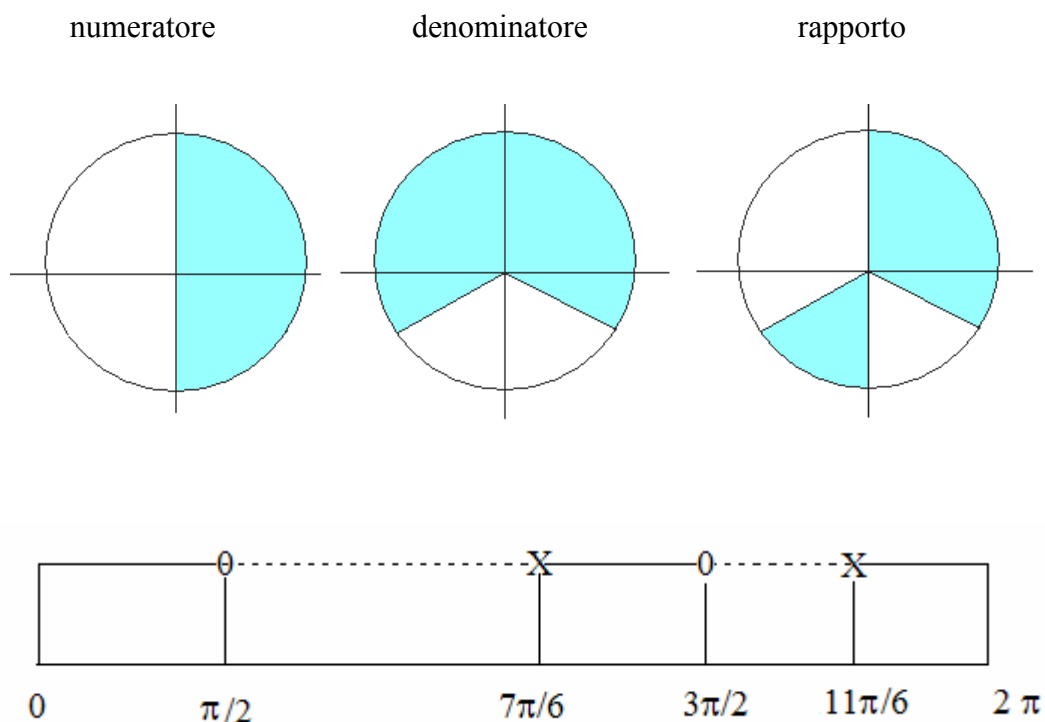 numeratore denominatore rapporto
0 X 0 X
0 π/2 7π/6 3π/2 11π/6 2 π